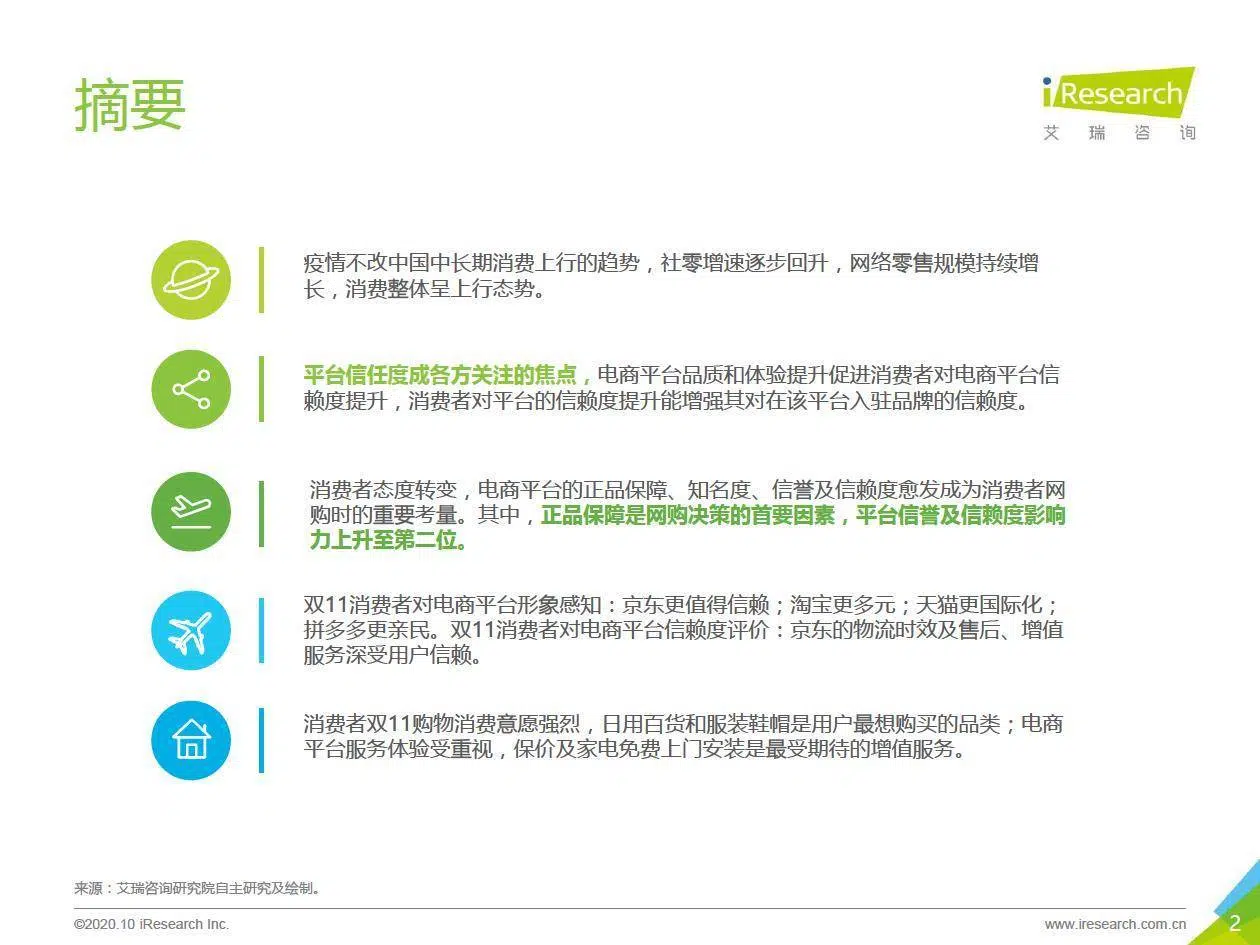 摘要
iResearch
艾瑞咨询
疫情不改中国中长期消费上行的趋势，社零增速逐步回升，网络零售规模持续增
长，消费整体呈上行态势。
平台信任度成各方关注的焦点，电商平台品质和体验提升促进消费者对电商平台信
赖度提升，消费者对平台的信赖度提升能增强其对在该平台入驻品牌的信赖度。
消费者态度转变，电商平台的正品保障、知名度、信誉及信赖度愈发成为消费者网
购时的重要考量。其中，正品保障是网购决策的首要因素，平台信誉及信赖度影响
力上升至第二位。
双11消费者对电商平台形象感知：京东更值得信赖；淘宝更多元；天猫更国际化；
拼多多更亲民。双11消费者对电商平台信赖度评价：京东的物流时效及售后、增值
服务深受用户信赖。
消费者双11购物消费意愿强烈，日用百货和服装鞋帽是用户最想购买的品类；电商
平台服务体验受重视，保价及家电免费上门安装是最受期待的增值服务。
来源：艾瑞咨询研究院自主研究及绘制。
©2020.10 iResearch Inc.
www.iresearch.com.cn
2